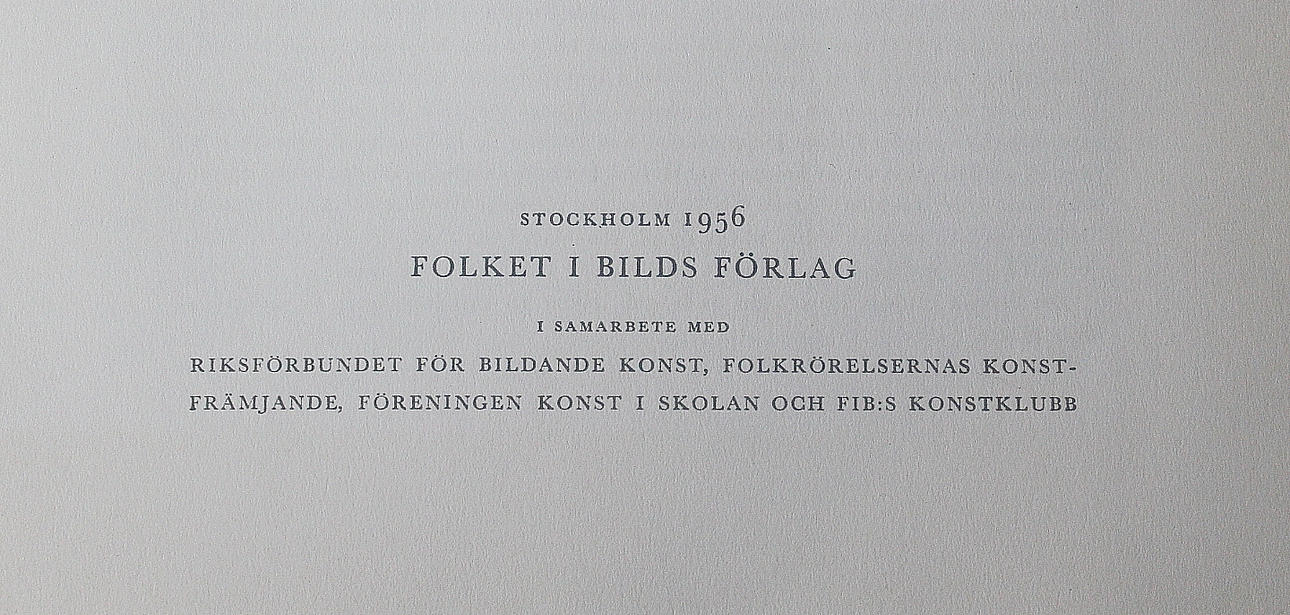 STOCKHOLM 1956
FOLKET I BILDS FÖRLAG
I SAMARBETE MED
RIKSFÖRBUNDET FÖR BILDANDE KONST, FOLKRÖRELSERNAS KONST-
FRÄMJANDE, FÖRENINGEN KONST I SKOLAN OCH FIB:S KONSTKLUBB